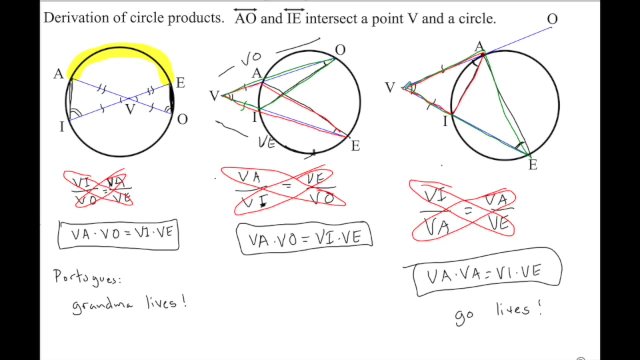 Derivation of circle products. AO and IE intersect a point V and a circle.
A
E
V
I
O
VO
O
A
V
I
E
VE
O
A
V
I
E
VI/VO = VA/VE
VA · VO = VI · VE
VA/VI = VE/VO
VA · VO = VI · VE
VI/VA = VA/VE
VA · VA = VI · VE
Portogues:
grandma lives!
go lives!